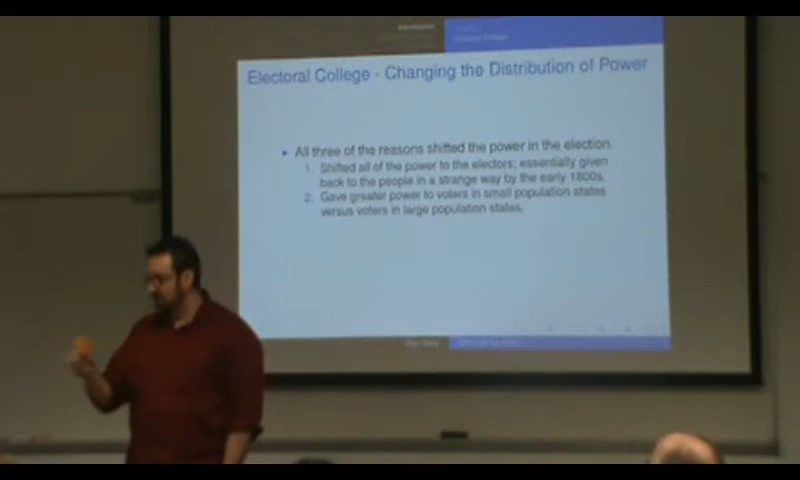 Introduction
Electoral College - Changing the Distribution of Power
All three of the reasons shifted the power in the election.
1. Shifted all of the power to the electors; essentially given
back to the people in a strange way by the early 1800s.
2. Gave greater power to voters in small population states
versus voters in large population states.